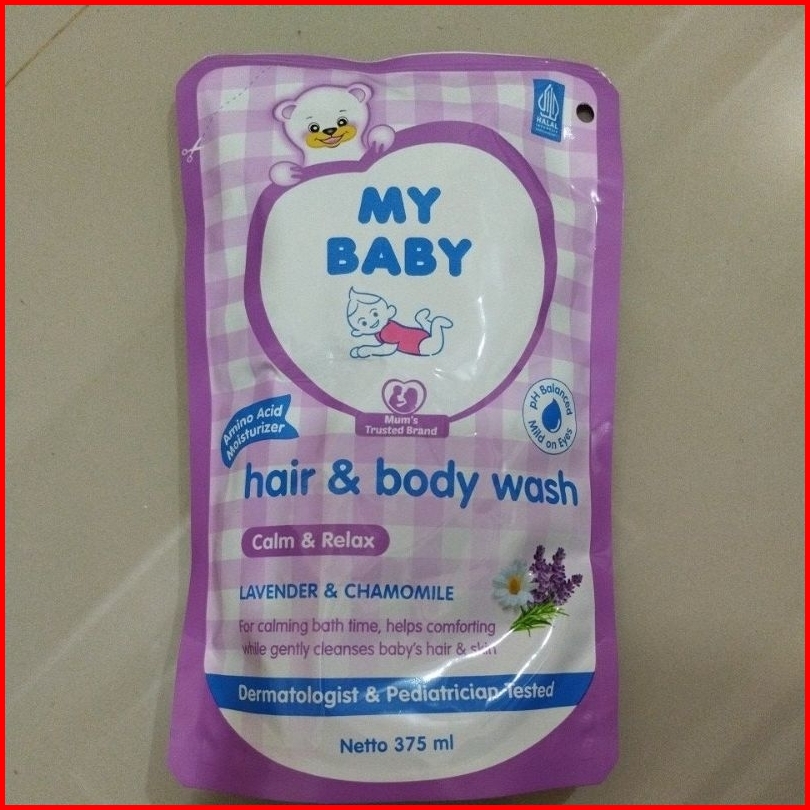 HALAL
INDONESIA
MY
BABY
Mum's
Trusted Brand
Amino Acid
Moisturizer
pH Balanced
Mild on Eyes
hair & body wash
Calm & Relax
LAVENDER & CHAMOMILE
For calming bath time, helps comforting
while gently cleanses baby's hair & skin
Dermatologist & Pediatrician Tested
Netto 375 ml